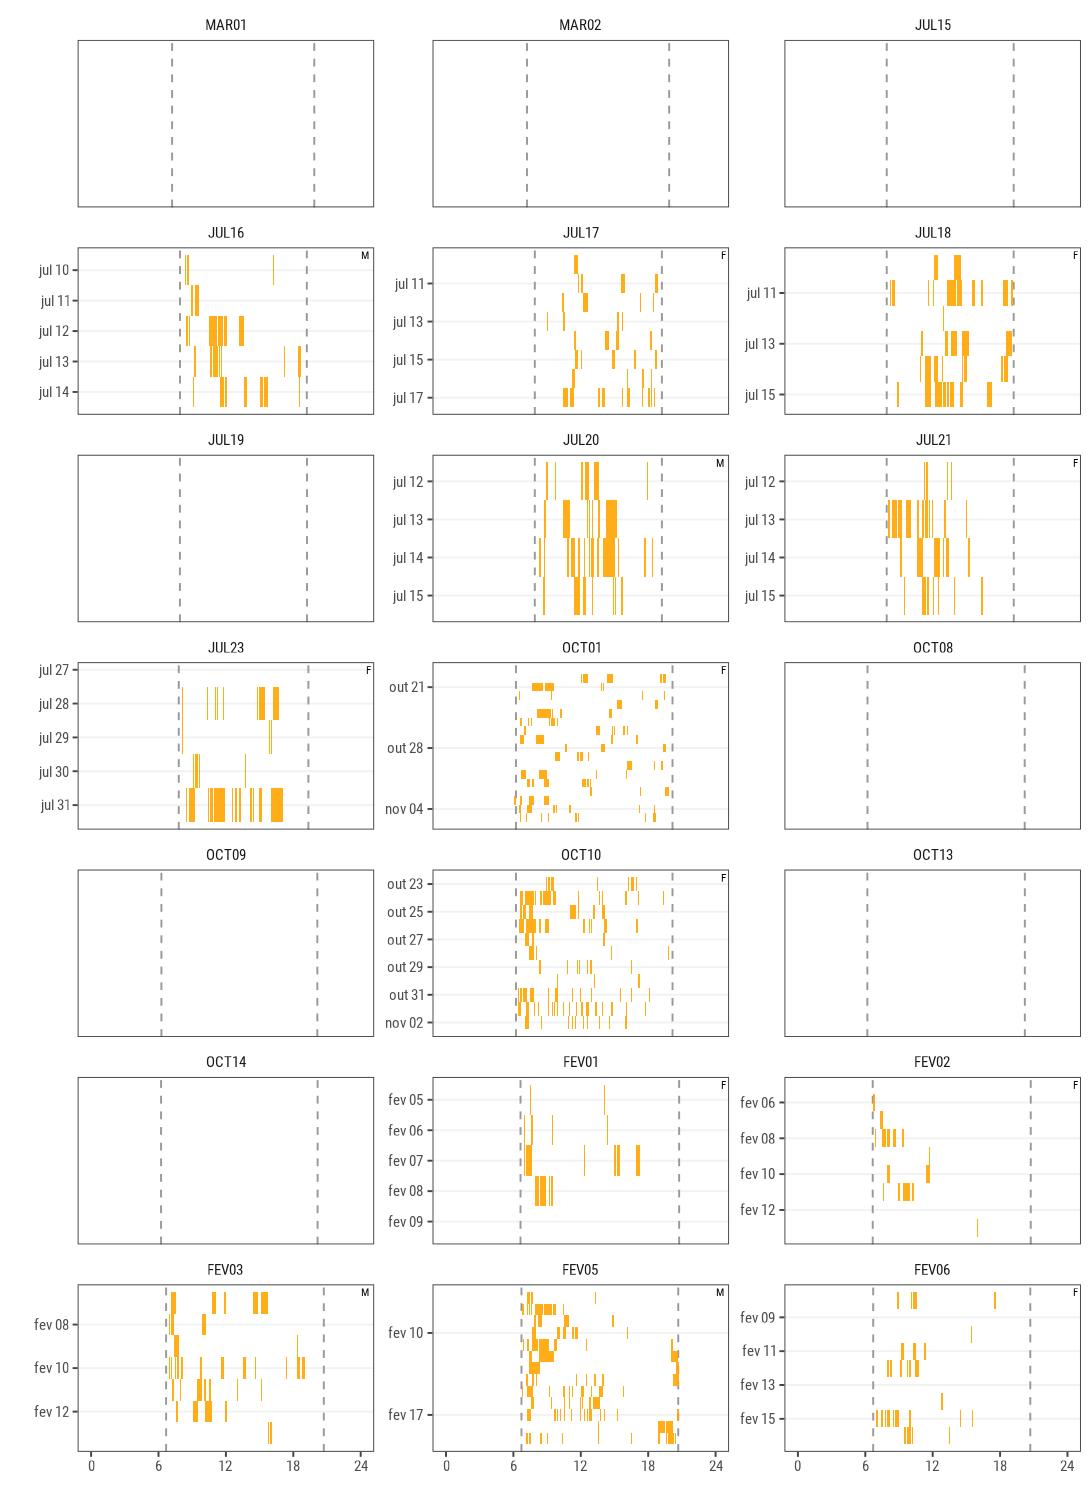 MAR01 MAR02 JUL15
JUL16 JUL17 JUL18
M F F
jul 10
jul 11
jul 12
jul 13
jul 14
jul 11
jul 13
jul 15
jul 17
jul 11
jul 13
jul 15
JUL19 JUL20 JUL21
M F
jul 12
jul 13
jul 14
jul 15
jul 12
jul 13
jul 14
jul 15
JUL23 OCT01 OCT08
F F
jul 27
jul 28
jul 29
jul 30
jul 31
out 21
out 28
nov 04
OCT09 OCT10 OCT13
F
out 23
out 25
out 27
out 29
out 31
nov 02
OCT14 FEV01 FEV02
F F
fev 05
fev 06
fev 07
fev 08
fev 09
fev 06
fev 08
fev 10
fev 12
FEV03 FEV05 FEV06
M M F
fev 08
fev 10
fev 12
fev 10
fev 17
fev 09
fev 11
fev 13
fev 15
0 6 12 18 24 0 6 12 18 24 0 6 12 18 24